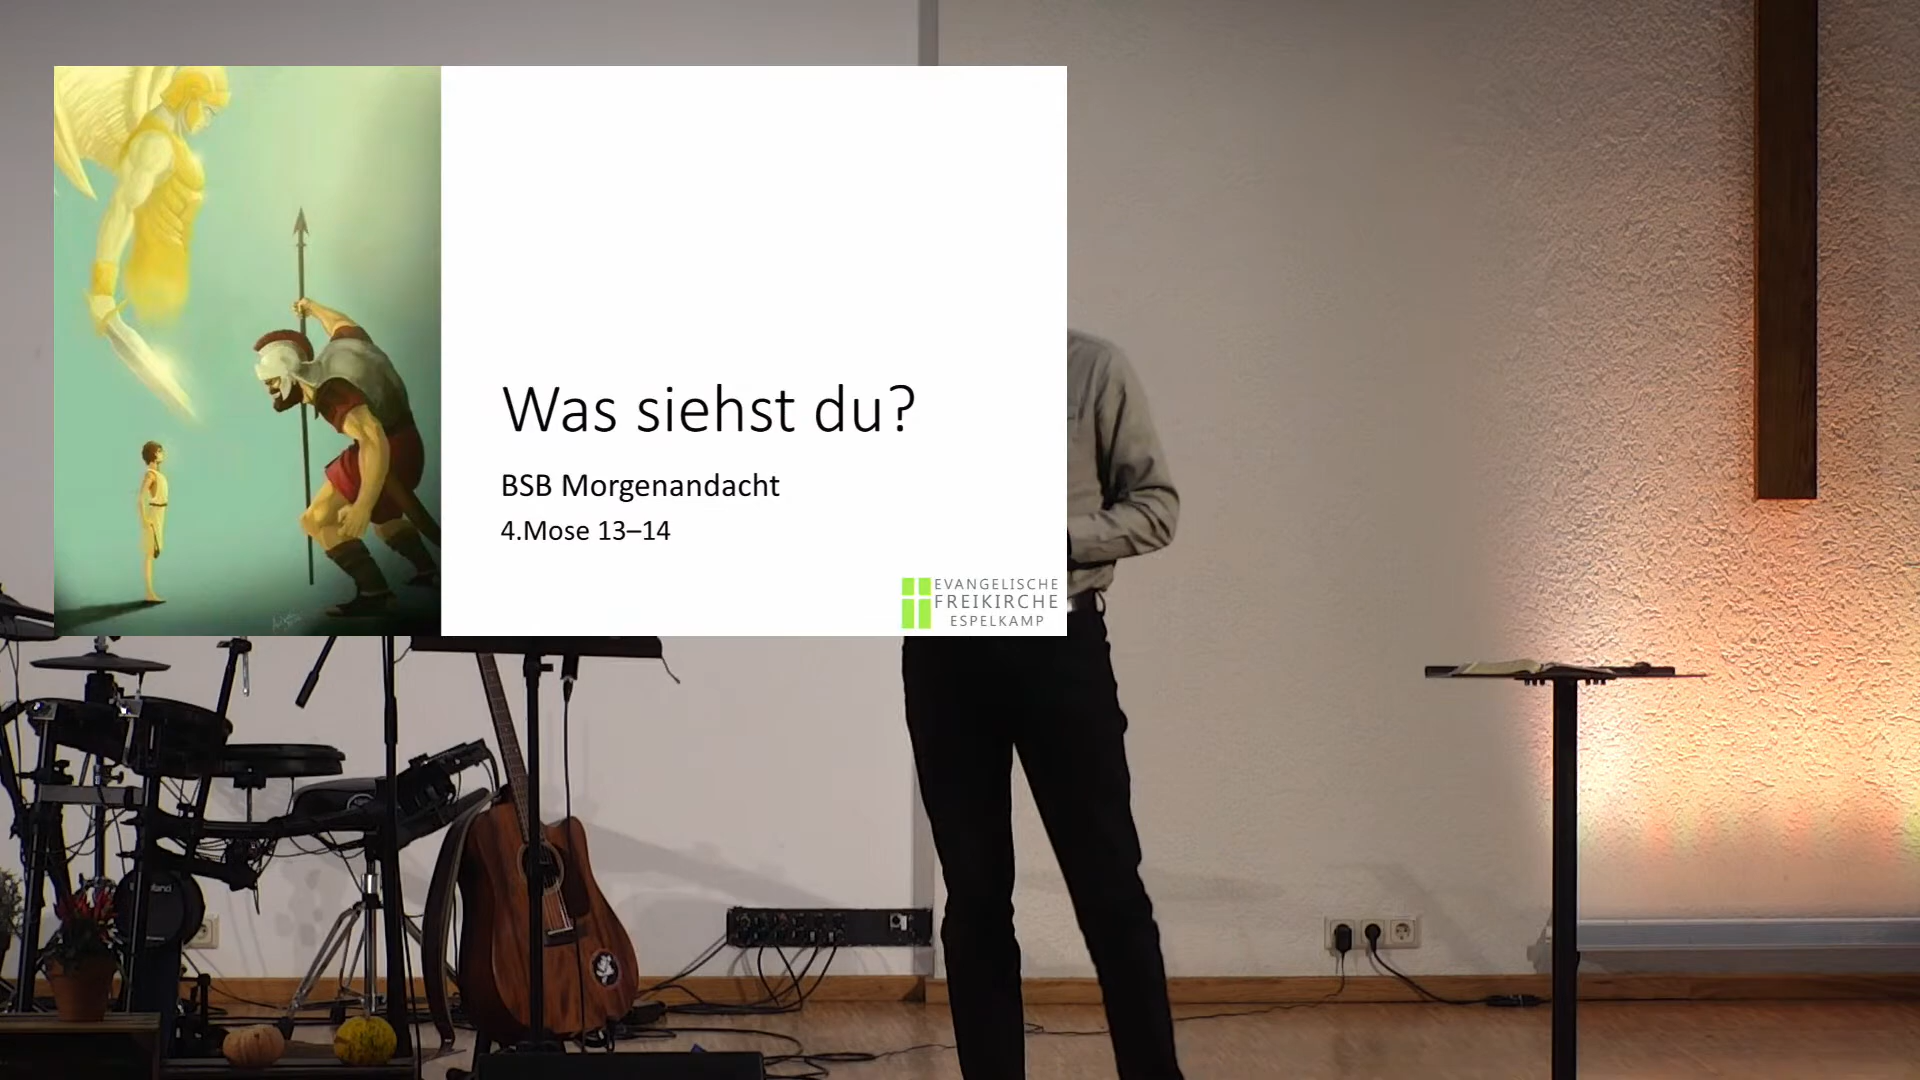 Was siehst du?
BSB Morgenandacht
4.Mose 13–14
EVANGELISCHE
FREIKIRCHE
ESPELKAMP